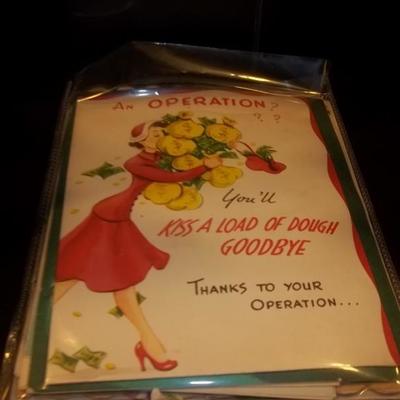 An OPERATION?
? ?
You'll
KISS A LOAD OF DOUGH
GOODBYE
THANKS TO YOUR
OPERATION...